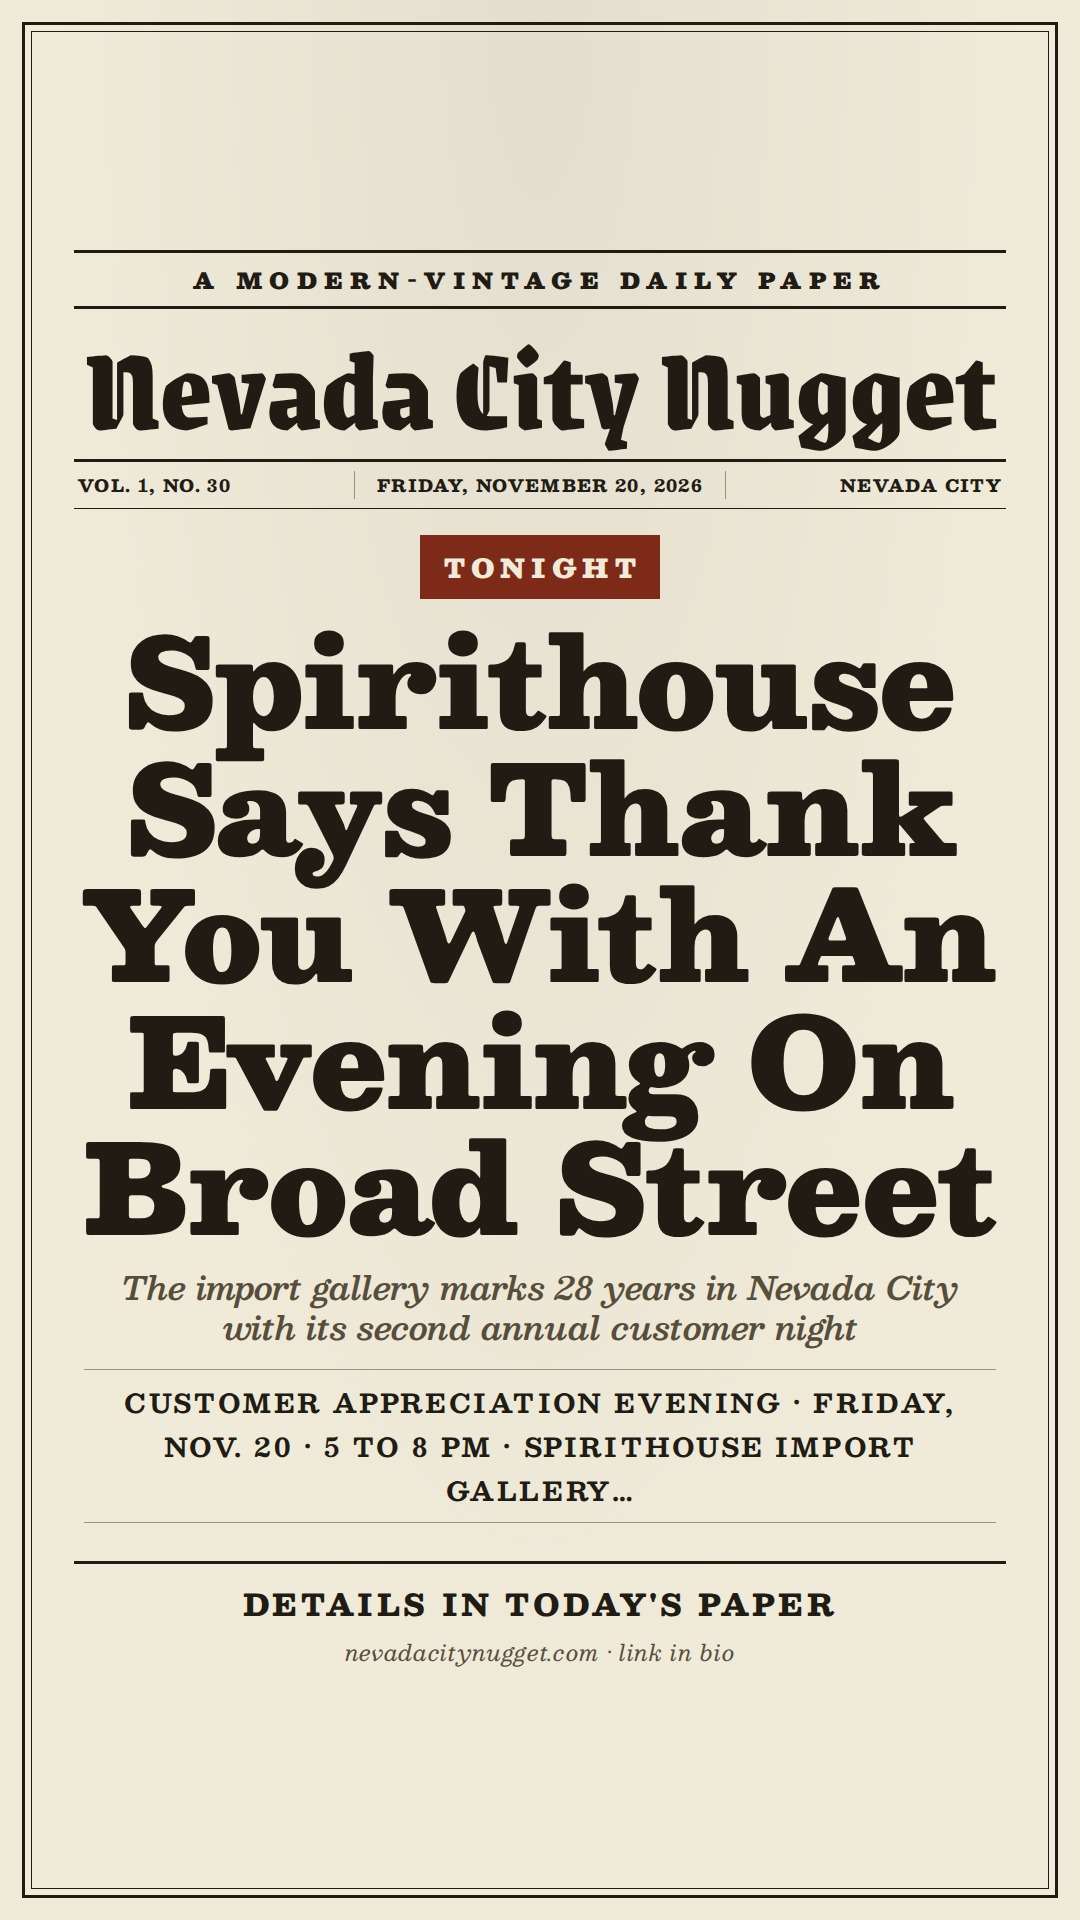 A MODERN-VINTAGE DAILY PAPER
Nevada City Nugget
VOL. 1, NO. 30
FRIDAY, NOVEMBER 20, 2026
NEVADA CITY
TONIGHT
Spirithouse
Says Thank
You With An
Evening On
Broad Street
The import gallery marks 28 years in Nevada City
with its second annual customer night
CUSTOMER APPRECIATION EVENING · FRIDAY,
NOV. 20 · 5 TO 8 PM · SPIRITHOUSE IMPORT
GALLERY…
DETAILS IN TODAY'S PAPER
nevadacitynugget.com · link in bio